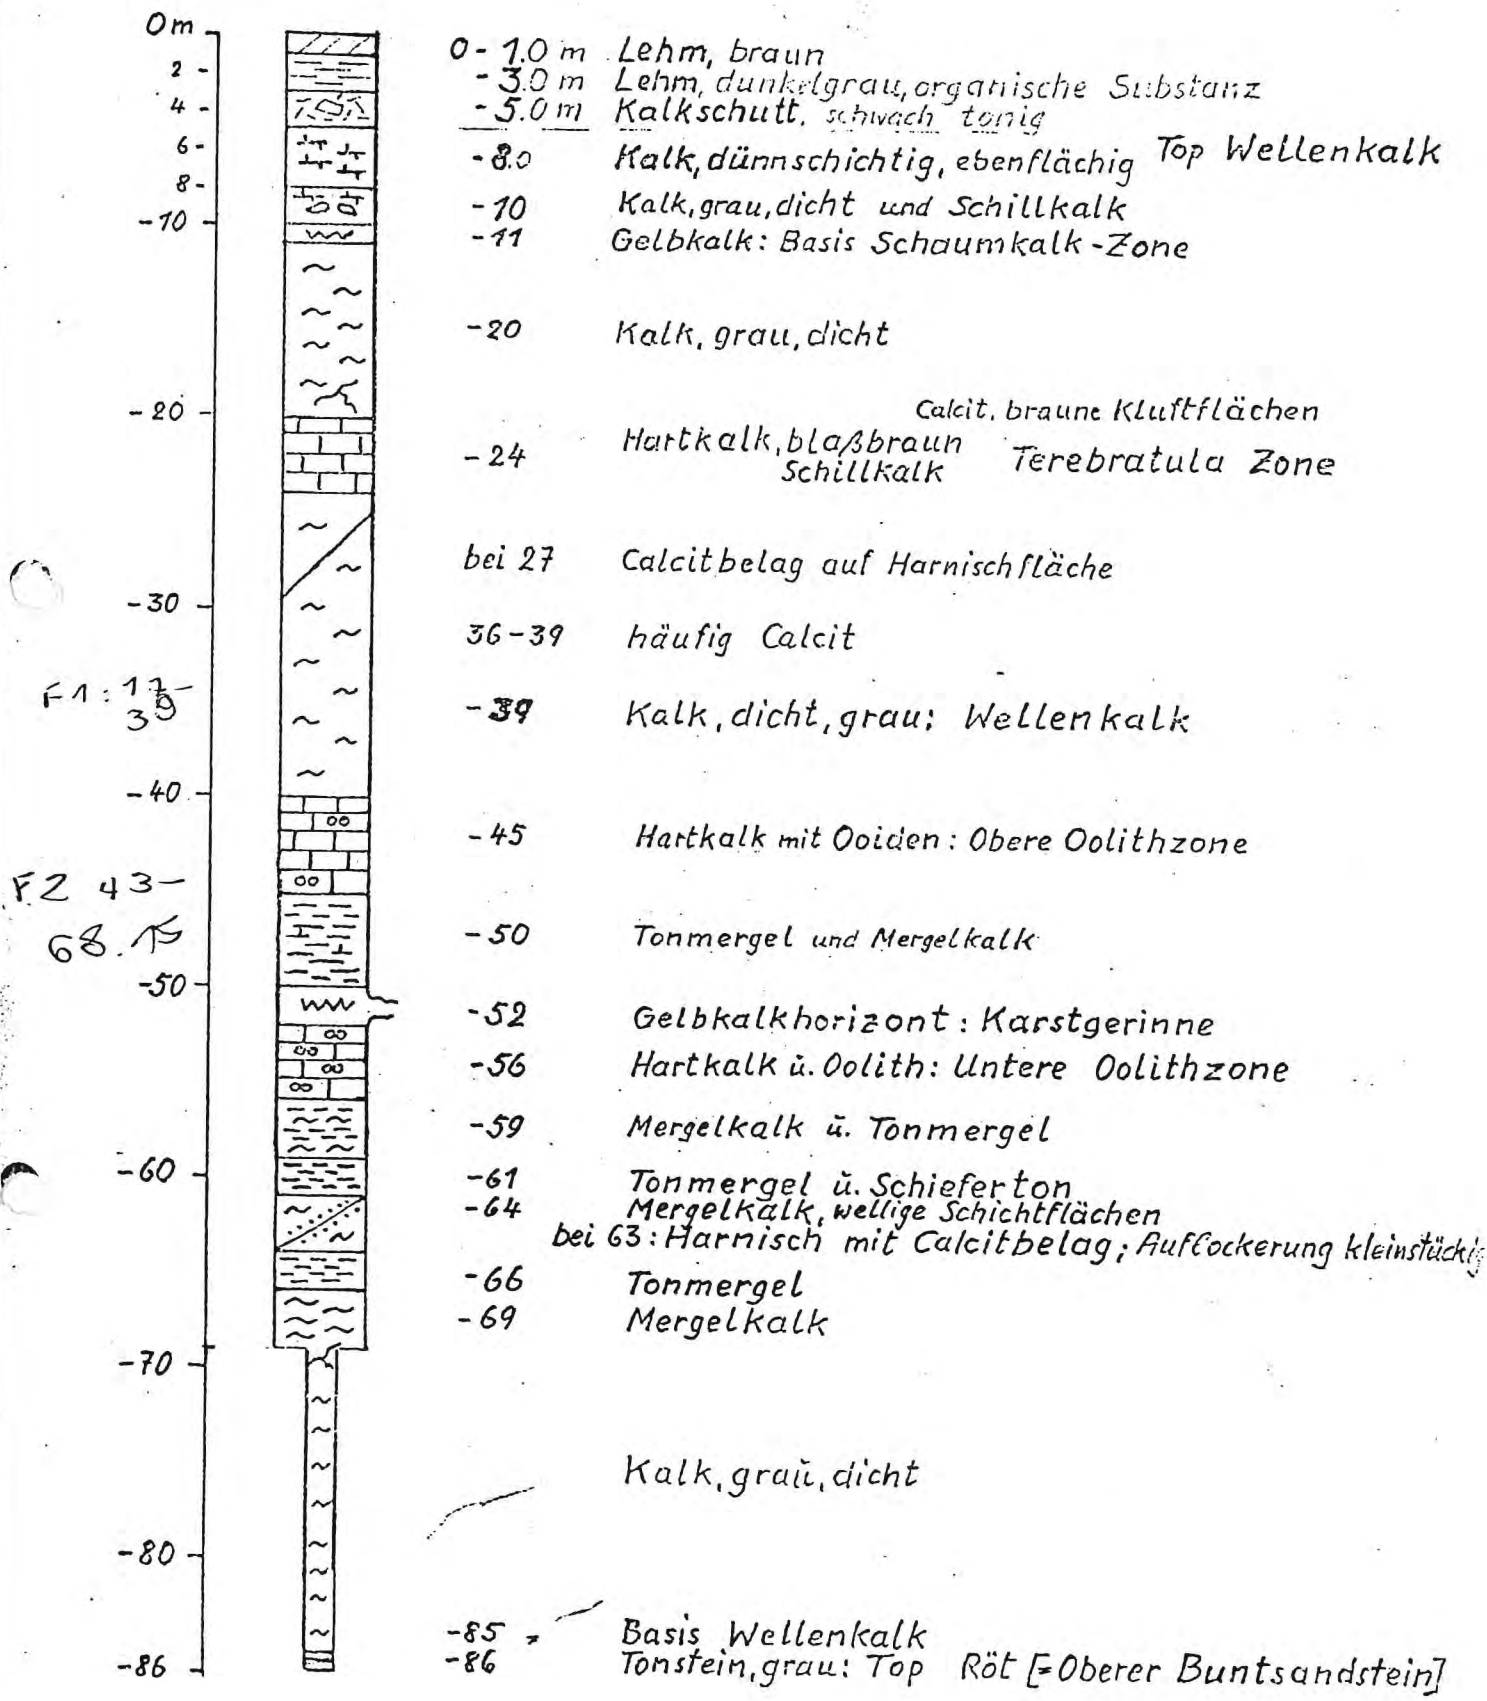 0m
0 - 1.0 m Lehm, braun
2 - - 3.0 m Lehm, dunkelgrau, organische Substanz
4 - - 5.0 m Kalkschutt, schwach tonig
6 - - 8.0 Kalk, dünnschichtig, ebenflächig Top Wellenkalk
8 -
-10 - -10 Kalk, grau, dicht und Schillkalk
-11 Gelbkalk: Basis Schaumkalk-Zone
-20 Kalk, grau, dicht
-20 - Calcit, braune Kluftflächen
-24 Hartkalk, blaßbraun Terebratula Zone
Schillkalk
bei 27 Calcitbelag auf Harnischfläche
-30 -
36-39 häufig Calcit
F1: 17-
39
-39 Kalk, dicht, grau: Wellenkalk
-40 -
-45 Hartkalk mit Ooiden: Obere Oolithzone
F2 43-
68.15
-50 Tonmergel und Mergelkalk
-50 -
-52 Gelbkalkhorizont: Karstgerinne
-56 Hartkalk u. Oolith: Untere Oolithzone
-59 Mergelkalk u. Tonmergel
-60 -
-61 Tonmergel u. Schieferton
-64 Mergelkalk, wellige Schichtflächen
bei 63: Harnisch mit Calcitbelag; Auflockerung kleinstückig
-66 Tonmergel
-69 Mergelkalk
-70 -
Kalk, grau, dicht
-80 -
-85 Basis Wellenkalk
-86 - -86 Tonstein, grau: Top Röt [=Oberer Buntsandstein]